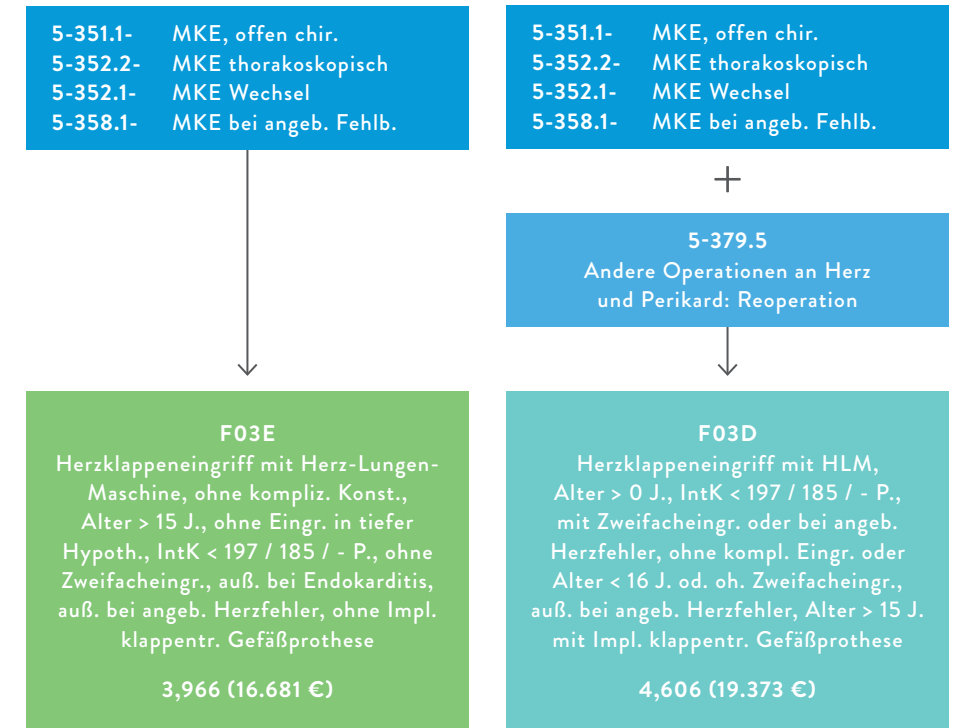 5-351.1- MKE, offen chir.
5-352.2- MKE thorakoskopisch
5-352.1- MKE Wechsel
5-358.1- MKE bei angeb. Fehlb.
F03E
Herzklappeneingriff mit Herz-Lungen-
Maschine, ohne kompliz. Konst.,
Alter > 15 J., ohne Eingr. in tiefer
Hypoth., IntK < 197 / 185 / - P., ohne
Zweifacheingr., auß. bei Endokarditis,
auß. bei angeb. Herzfehler, ohne Impl.
klappentr. Gefäßprothese
3,966 (16.681 €)
5-351.1- MKE, offen chir.
5-352.2- MKE thorakoskopisch
5-352.1- MKE Wechsel
5-358.1- MKE bei angeb. Fehlb.
+
5-379.5
Andere Operationen an Herz
und Perikard: Reoperation
F03D
Herzklappeneingriff mit HLM,
Alter > 0 J., IntK < 197 / 185 / - P.,
mit Zweifacheingr. oder bei angeb.
Herzfehler, ohne kompl. Eingr. oder
Alter < 16 J. od. oh. Zweifacheingr.,
auß. bei angeb. Herzfehler, Alter > 15 J.
mit Impl. klappentr. Gefäßprothese
4,606 (19.373 €)